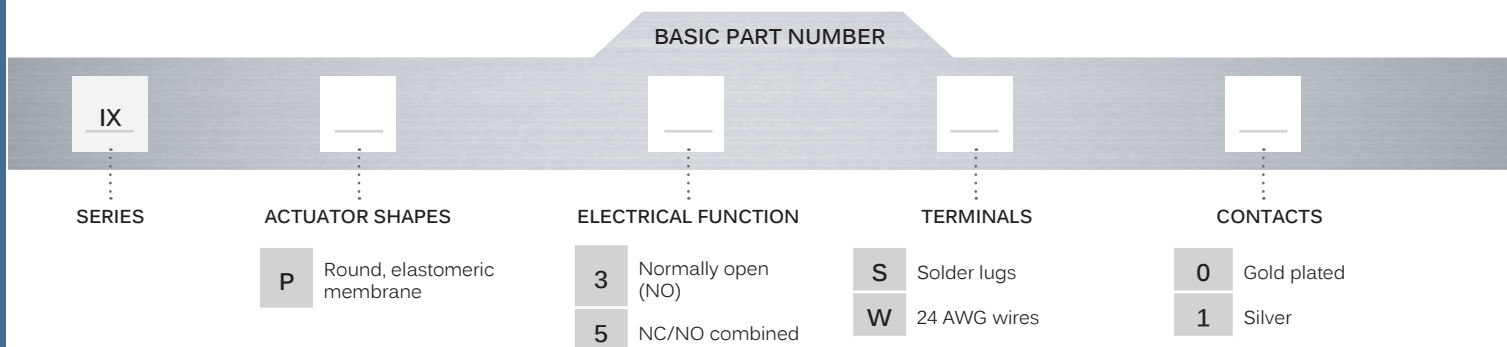 BASIC PART NUMBER
IX
SERIES
ACTUATOR SHAPES
ELECTRICAL FUNCTION
TERMINALS
CONTACTS
P Round, elastomeric
membrane
3 Normally open
(NO)
5 NC/NO combined
S Solder lugs
W 24 AWG wires
0 Gold plated
1 Silver